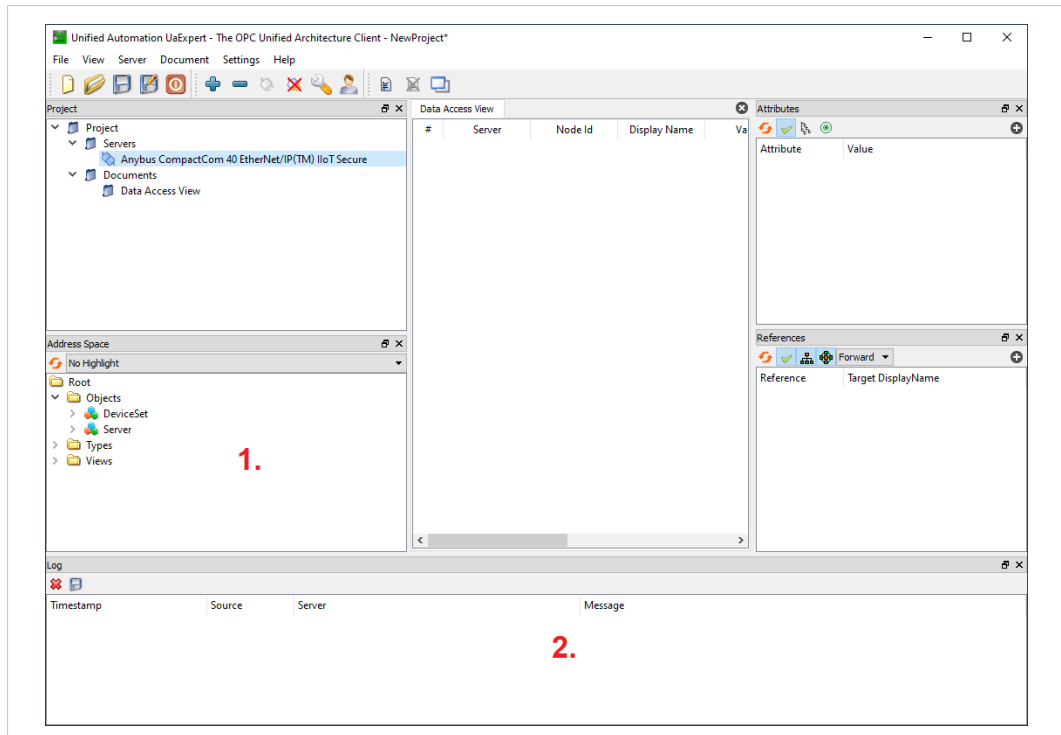 Unified Automation UaExpert - The OPC Unified Architecture Client - NewProject*
File View Server Document Settings Help
Project
Project
Servers
Anybus CompactCom 40 EtherNet/IP(TM) IIoT Secure
Documents
Data Access View
Address Space
No Highlight
Root
Objects
DeviceSet
Server
Types
Views
1.
Data Access View
# Server Node Id Display Name Va
Attributes
Attribute Value
References
Forward
Reference Target DisplayName
Log
Timestamp Source Server Message
2.